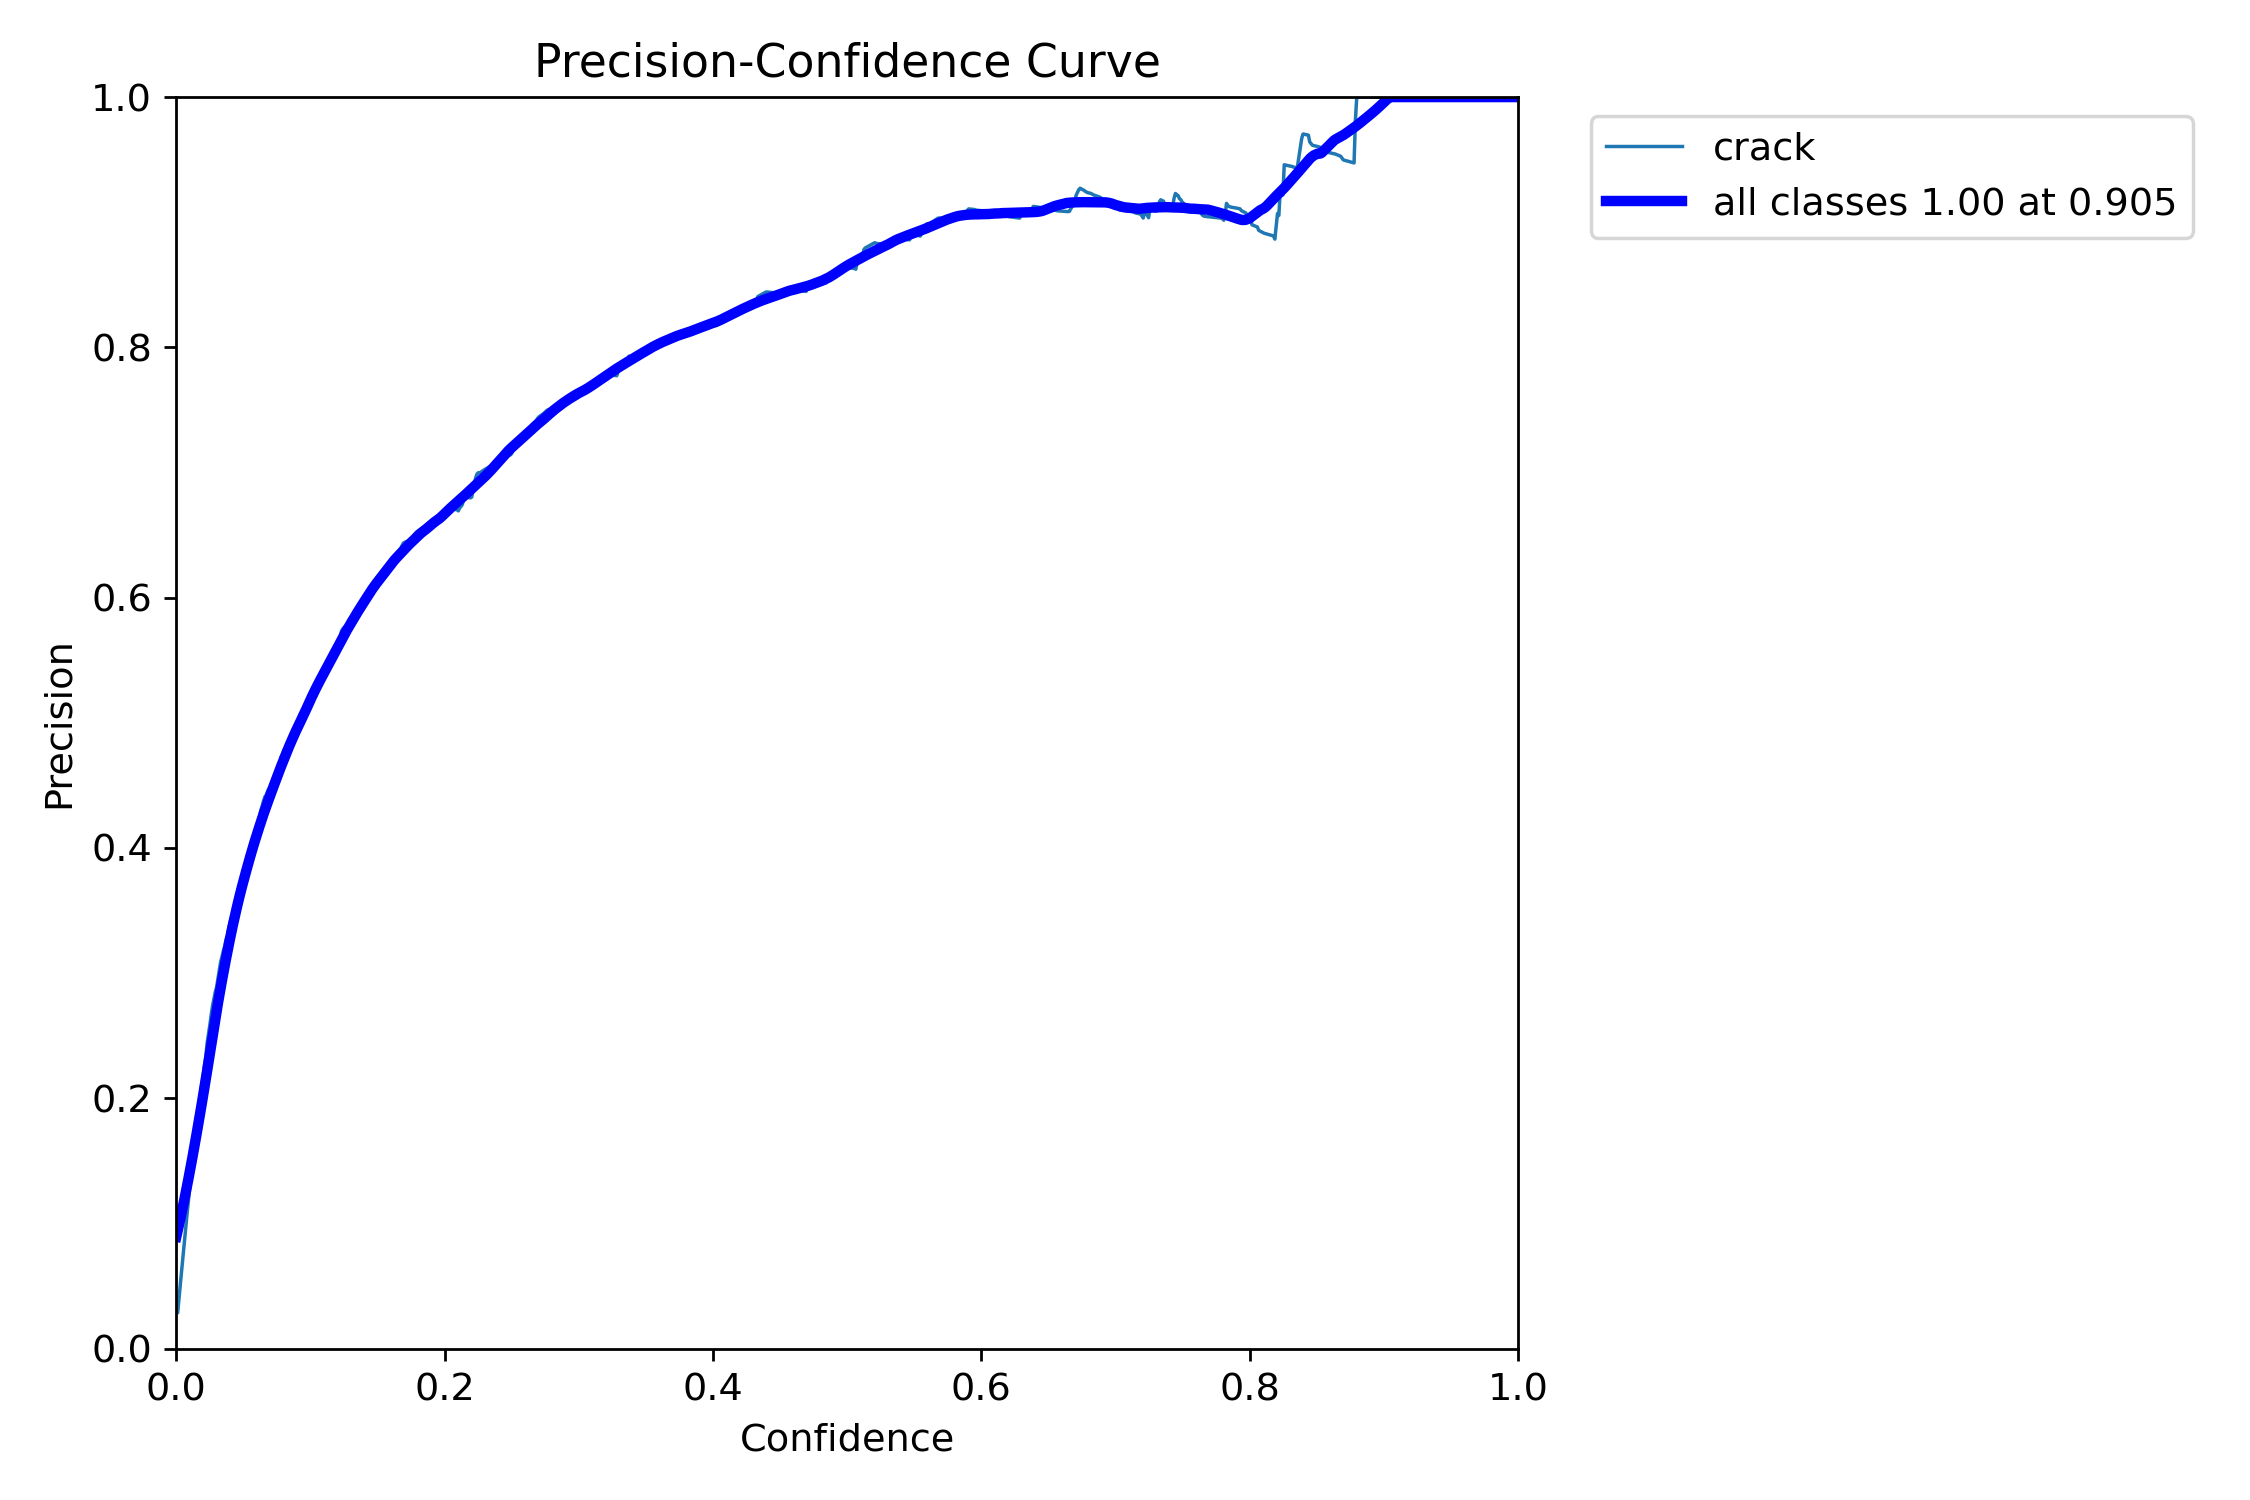 Precision-Confidence Curve
1.0
0.8
0.6
0.4
0.2
0.0
Precision
0.0 0.2 0.4 0.6 0.8 1.0
Confidence
crack
all classes 1.00 at 0.905